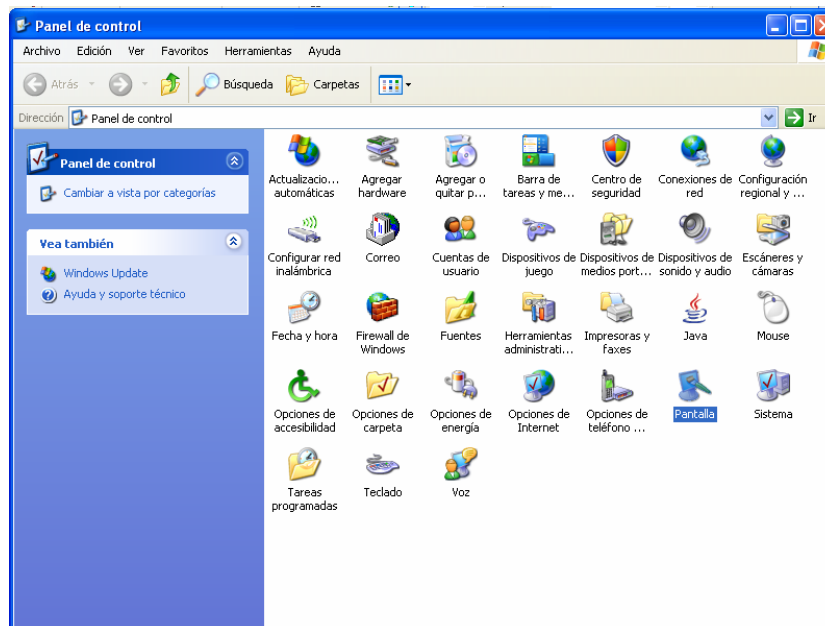 Panel de control
Archivo Edición Ver Favoritos Herramientas Ayuda
Atrás Búsqueda Carpetas
Dirección Panel de control Ir
Panel de control
Cambiar a vista por categorías
Vea también
Windows Update
Ayuda y soporte técnico
Actualizacio... Agregar Agregar o Barra de Centro de Conexiones de Configuración
automáticas hardware quitar p... tareas y me... seguridad red regional y ...
Configurar red Correo Cuentas de Dispositivos de Dispositivos de Dispositivos de Escáneres y
inalámbrica usuario juego medios port... sonido y audio cámaras
Fecha y hora Firewall de Fuentes Herramientas Impresoras y Java Mouse
Windows administrati... faxes
Opciones de Opciones de Opciones de Opciones de Opciones de Pantalla Sistema
accesibilidad carpeta energía Internet teléfono ...
Tareas Teclado Voz
programadas